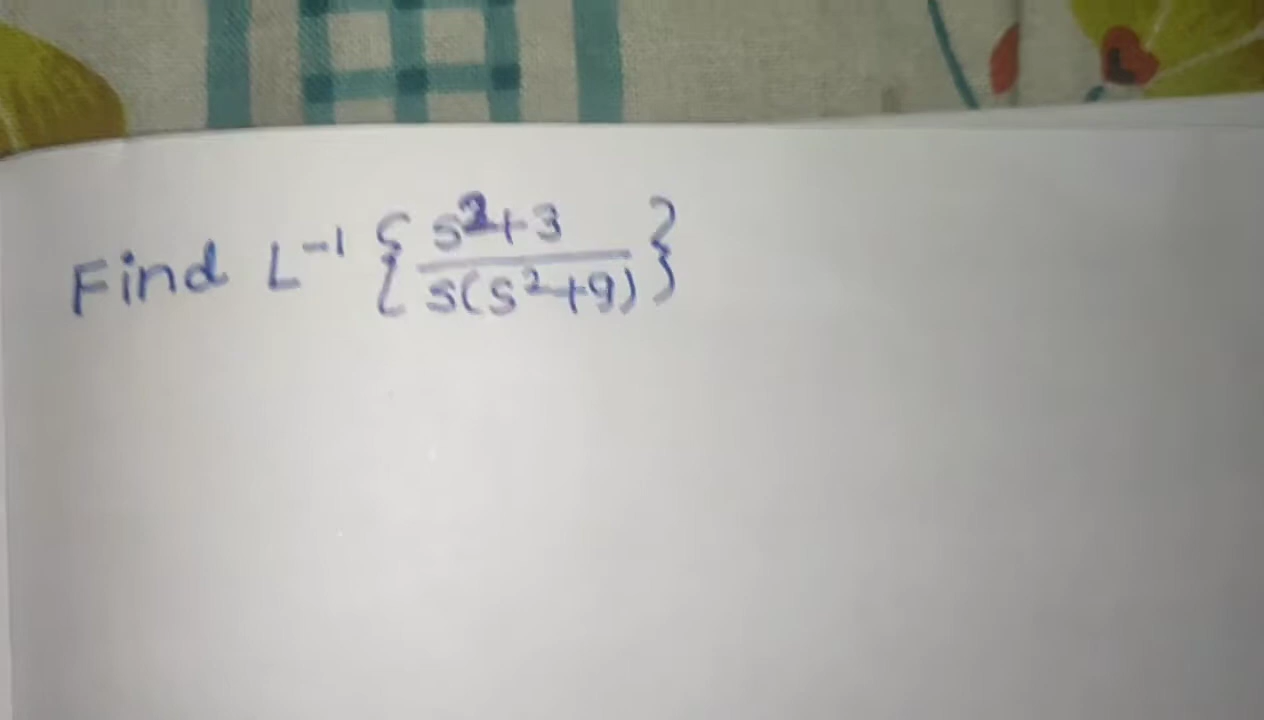 Find L⁻¹ { s²+3 / s(s²+9) }